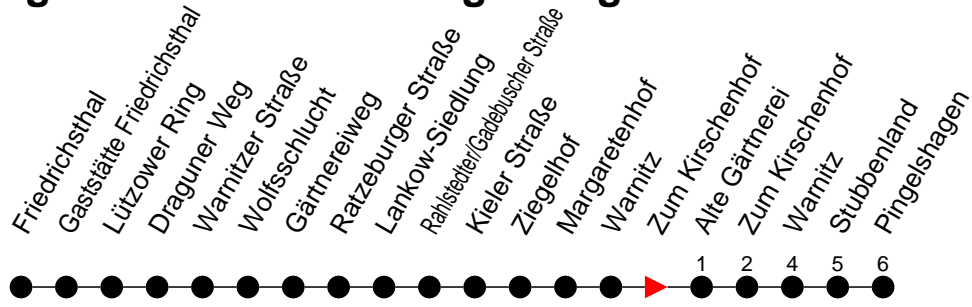 Friedrichsthal
Gaststätte Friedrichsthal
Lützower Ring
Draguner Weg
Warnitzer Straße
Wolfsschlucht
Gärtnereiweg
Ratzeburger Straße
Lankow-Siedlung
Rahlstedter/Gadebuscher Straße
Kieler Straße
Ziegelhof
Margaretenhof
Warnitz
Zum Kirschenhof
Alte Gärtnerei
Zum Kirschenhof
Warnitz
Stubbenland
Pingelshagen
1 2 4 5 6